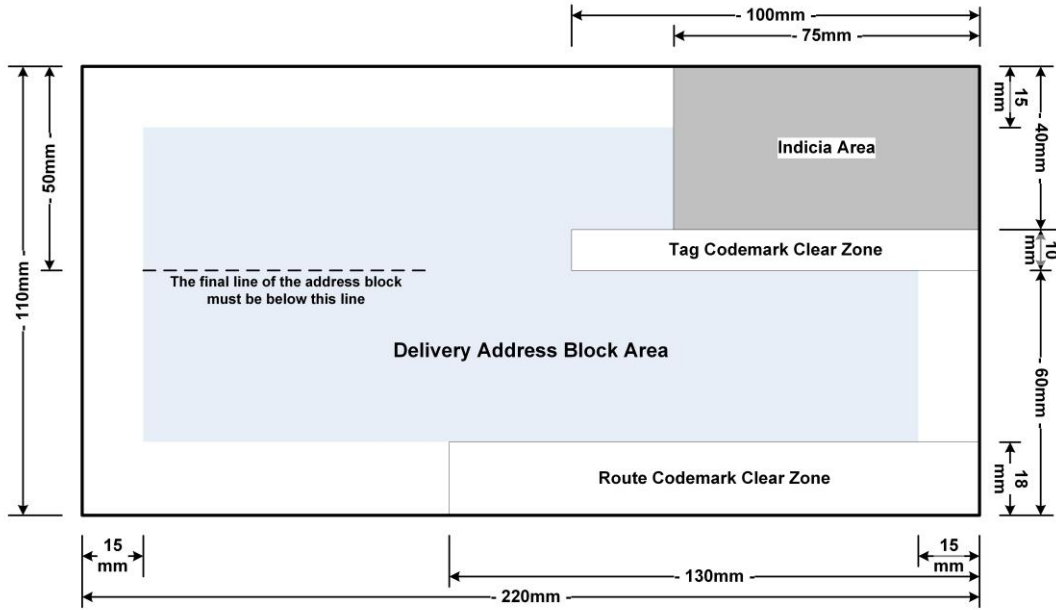 - 100mm -
- 75mm -
15
mm
- 40mm -
- 50mm -
Indicia Area
- 110mm -
Tag Codemark Clear Zone
10
mm
The final line of the address block
must be below this line
Delivery Address Block Area
- 60mm -
Route Codemark Clear Zone
18
mm
15
mm
15
mm
- 130mm -
- 220mm -